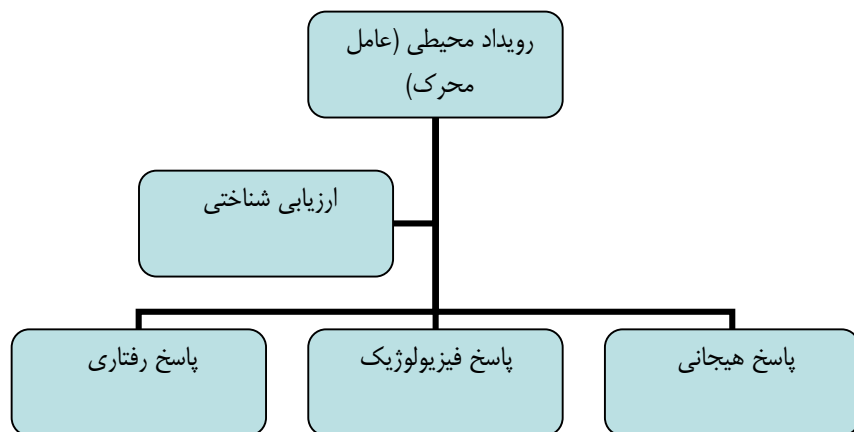 رویداد محیطی (عامل
محرک)
ارزیابی شناختی
پاسخ هیجانی
پاسخ فیزیولوژیک
پاسخ رفتاری